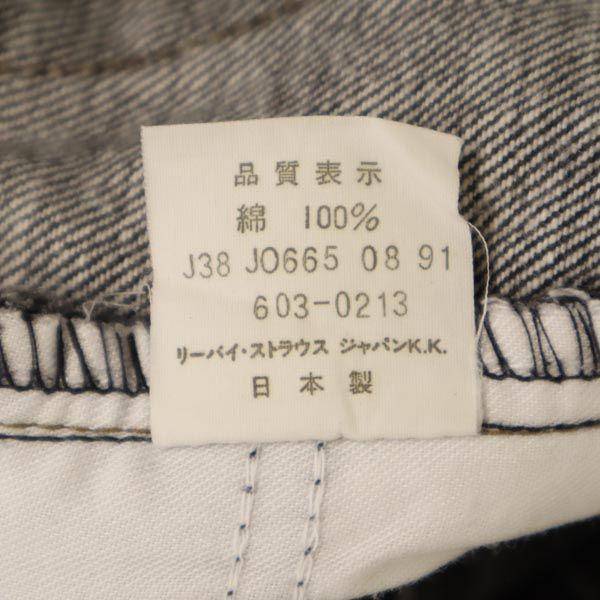 品質表示
綿 100%
J38 JO665 08 91
603-0213
リーバイ・ストラウス ジャパンK.K.
日本製